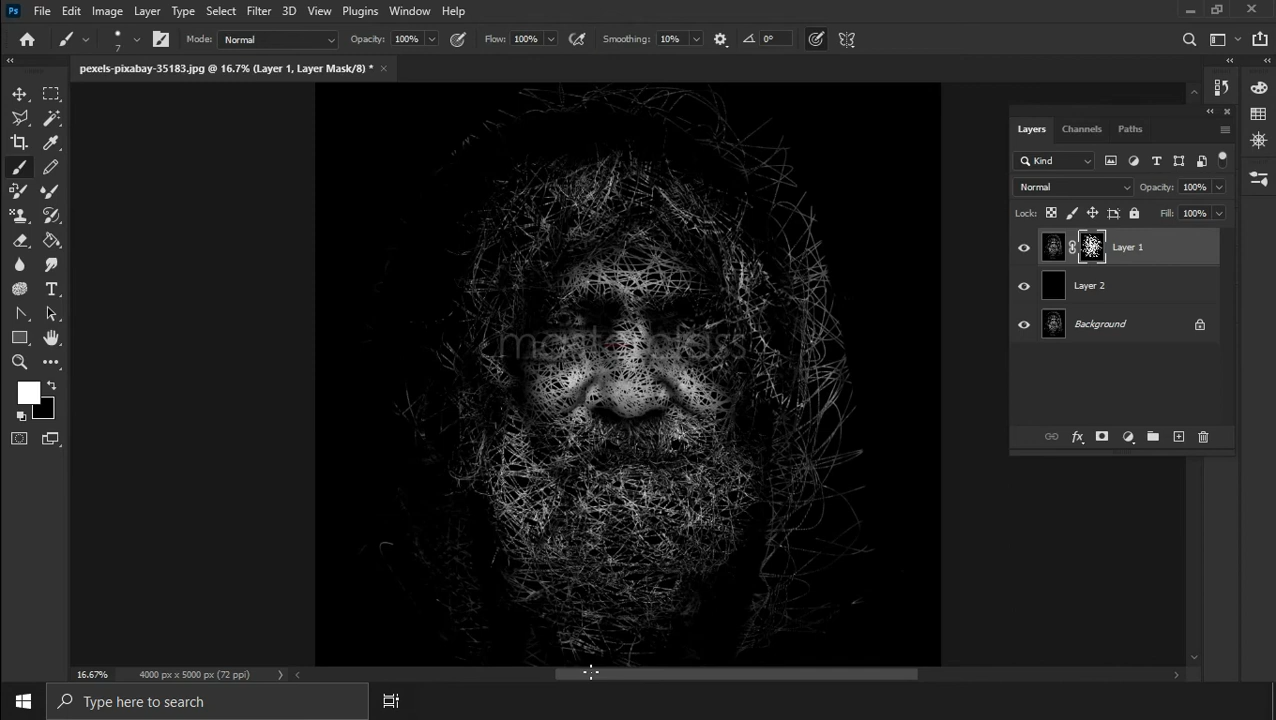 Ps File Edit Image Layer Type Select Filter 3D View Plugins Window Help
7 Mode: Normal Opacity: 100% Flow: 100% Smoothing: 10% 0°
pexels-pixabay-35183.jpg @ 16.7% (Layer 1, Layer Mask/8) *
Layers Channels Paths
Kind
Normal Opacity: 100%
Lock: Fill: 100%
Layer 1
Layer 2
Background
fx
16.67% 4000 px x 5000 px (72 ppi)
Type here to search